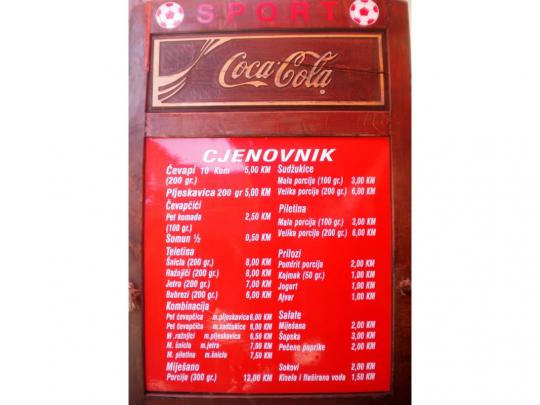 SPORT
Coca-Cola
CJENOVNIK
Ćevapi 10 Kom 5,00 KM
(200 gr.)
Pljeskavica 200 gr 5,00 KM
Ćevapčići
Pet komada 2,50 KM
(100 gr.)
Somun ½ 0,50 KM
Teletina
Šnicla (200 gr.) 8,00 KM
Ražnjići (200 gr.) 8,00 KM
Jetra (200 gr.) 7,00 KM
Bubrezi (200 gr.) 6,00 KM
Kombinacija
Pet ćevapčića m.pljeskavica 6,00 KM
Pet ćevapčića m.sudžukice 6,00 KM
M .ražnjići m.pljeskavica 6,50 KM
M. šnicla m.jetra 7,00 KM
M. piletina m.šnicla 7,50 KM
Miješano
Porcija (300 gr.) 12,00 KM
Sudžukice
Mala porcija (100 gr.) 3,00 KM
Velika porcija (200 gr.) 6,00 KM
Piletina
Mala porcija (100 gr.) 3,00 KM
Velika porcija (200 gr.) 6,00 KM
Prilozi
Pomfrit porcija 2,00 KM
Kajmak (50 gr.) 1,00 KM
Jogurt 1,00 KM
Ajvar 1,00 KM
Salate
Miješana 2,00 KM
Šopska 3,00 KM
Pečene paprike 2,00 KM
Sokovi 2,00 KM
Kisela i Flaširana voda 1,50 KM